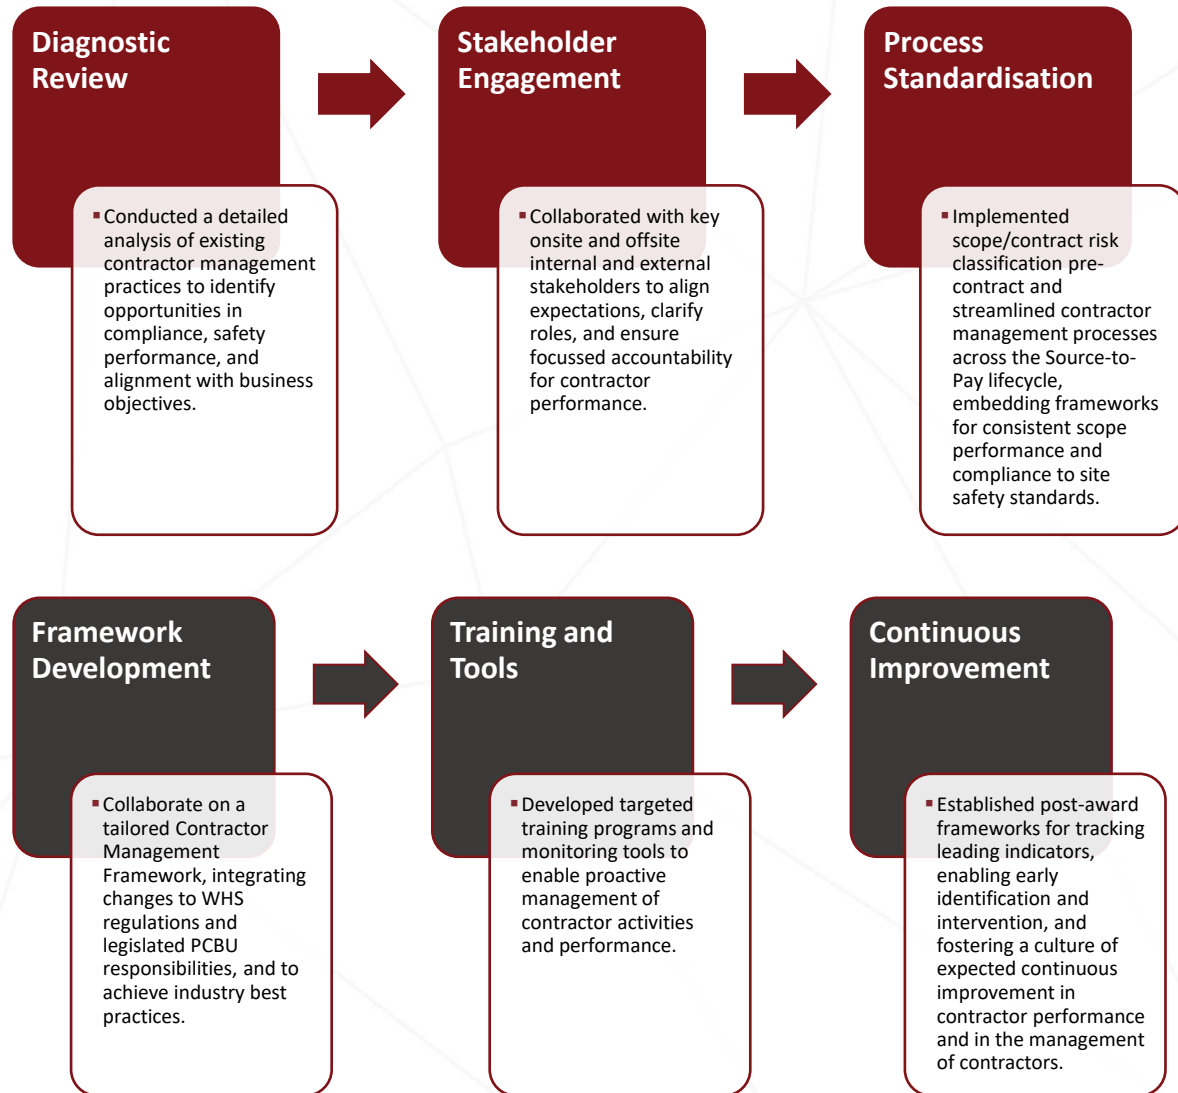 Diagnostic
Review
▪ Conducted a detailed
analysis of existing
contractor management
practices to identify
opportunities in
compliance, safety
performance, and
alignment with business
objectives.
Stakeholder
Engagement
▪ Collaborated with key
onsite and offsite
internal and external
stakeholders to align
expectations, clarify
roles, and ensure
focussed accountability
for contractor
performance.
Process
Standardisation
▪ Implemented
scope/contract risk
classification pre-
contract and
streamlined contractor
management processes
across the Source-to-
Pay lifecycle,
embedding frameworks
for consistent scope
performance and
compliance to site
safety standards.
Framework
Development
▪ Collaborate on a
tailored Contractor
Management
Framework, integrating
changes to WHS
regulations and
legislated PCBU
responsibilities, and to
achieve industry best
practices.
Training and
Tools
▪ Developed targeted
training programs and
monitoring tools to
enable proactive
management of
contractor activities
and performance.
Continuous
Improvement
▪ Established post-award
frameworks for tracking
leading indicators,
enabling early
identification and
intervention, and
fostering a culture of
expected continuous
improvement in
contractor performance
and in the management
of contractors.